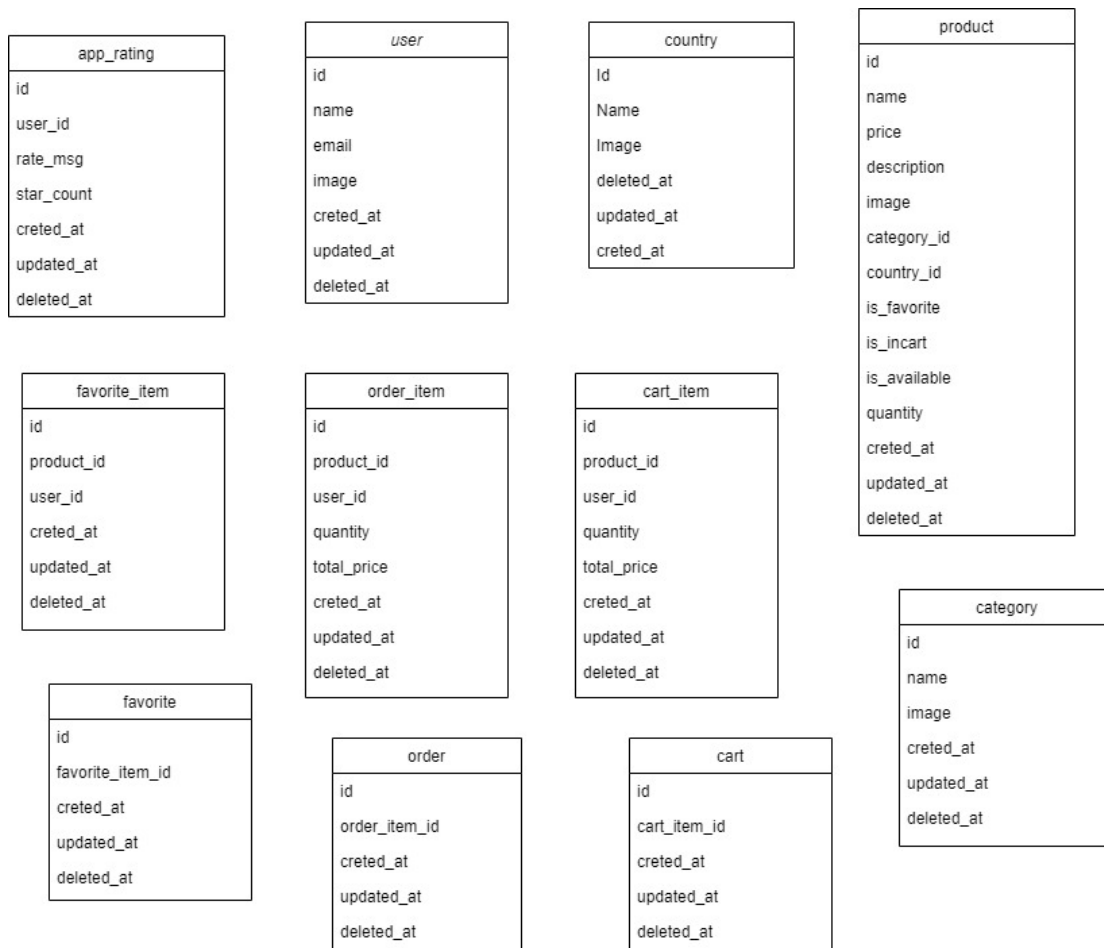 app_rating
id
user_id
rate_msg
star_count
creted_at
updated_at
deleted_at
user
id
name
email
image
creted_at
updated_at
deleted_at
country
Id
Name
Image
deleted_at
updated_at
creted_at
product
id
name
price
description
image
category_id
country_id
is_favorite
is_incart
is_available
quantity
creted_at
updated_at
deleted_at
favorite_item
id
product_id
user_id
creted_at
updated_at
deleted_at
order_item
id
product_id
user_id
quantity
total_price
creted_at
updated_at
deleted_at
cart_item
id
product_id
user_id
quantity
total_price
creted_at
updated_at
deleted_at
category
id
name
image
creted_at
updated_at
deleted_at
favorite
id
favorite_item_id
creted_at
updated_at
deleted_at
order
id
order_item_id
creted_at
updated_at
deleted_at
cart
id
cart_item_id
creted_at
updated_at
deleted_at